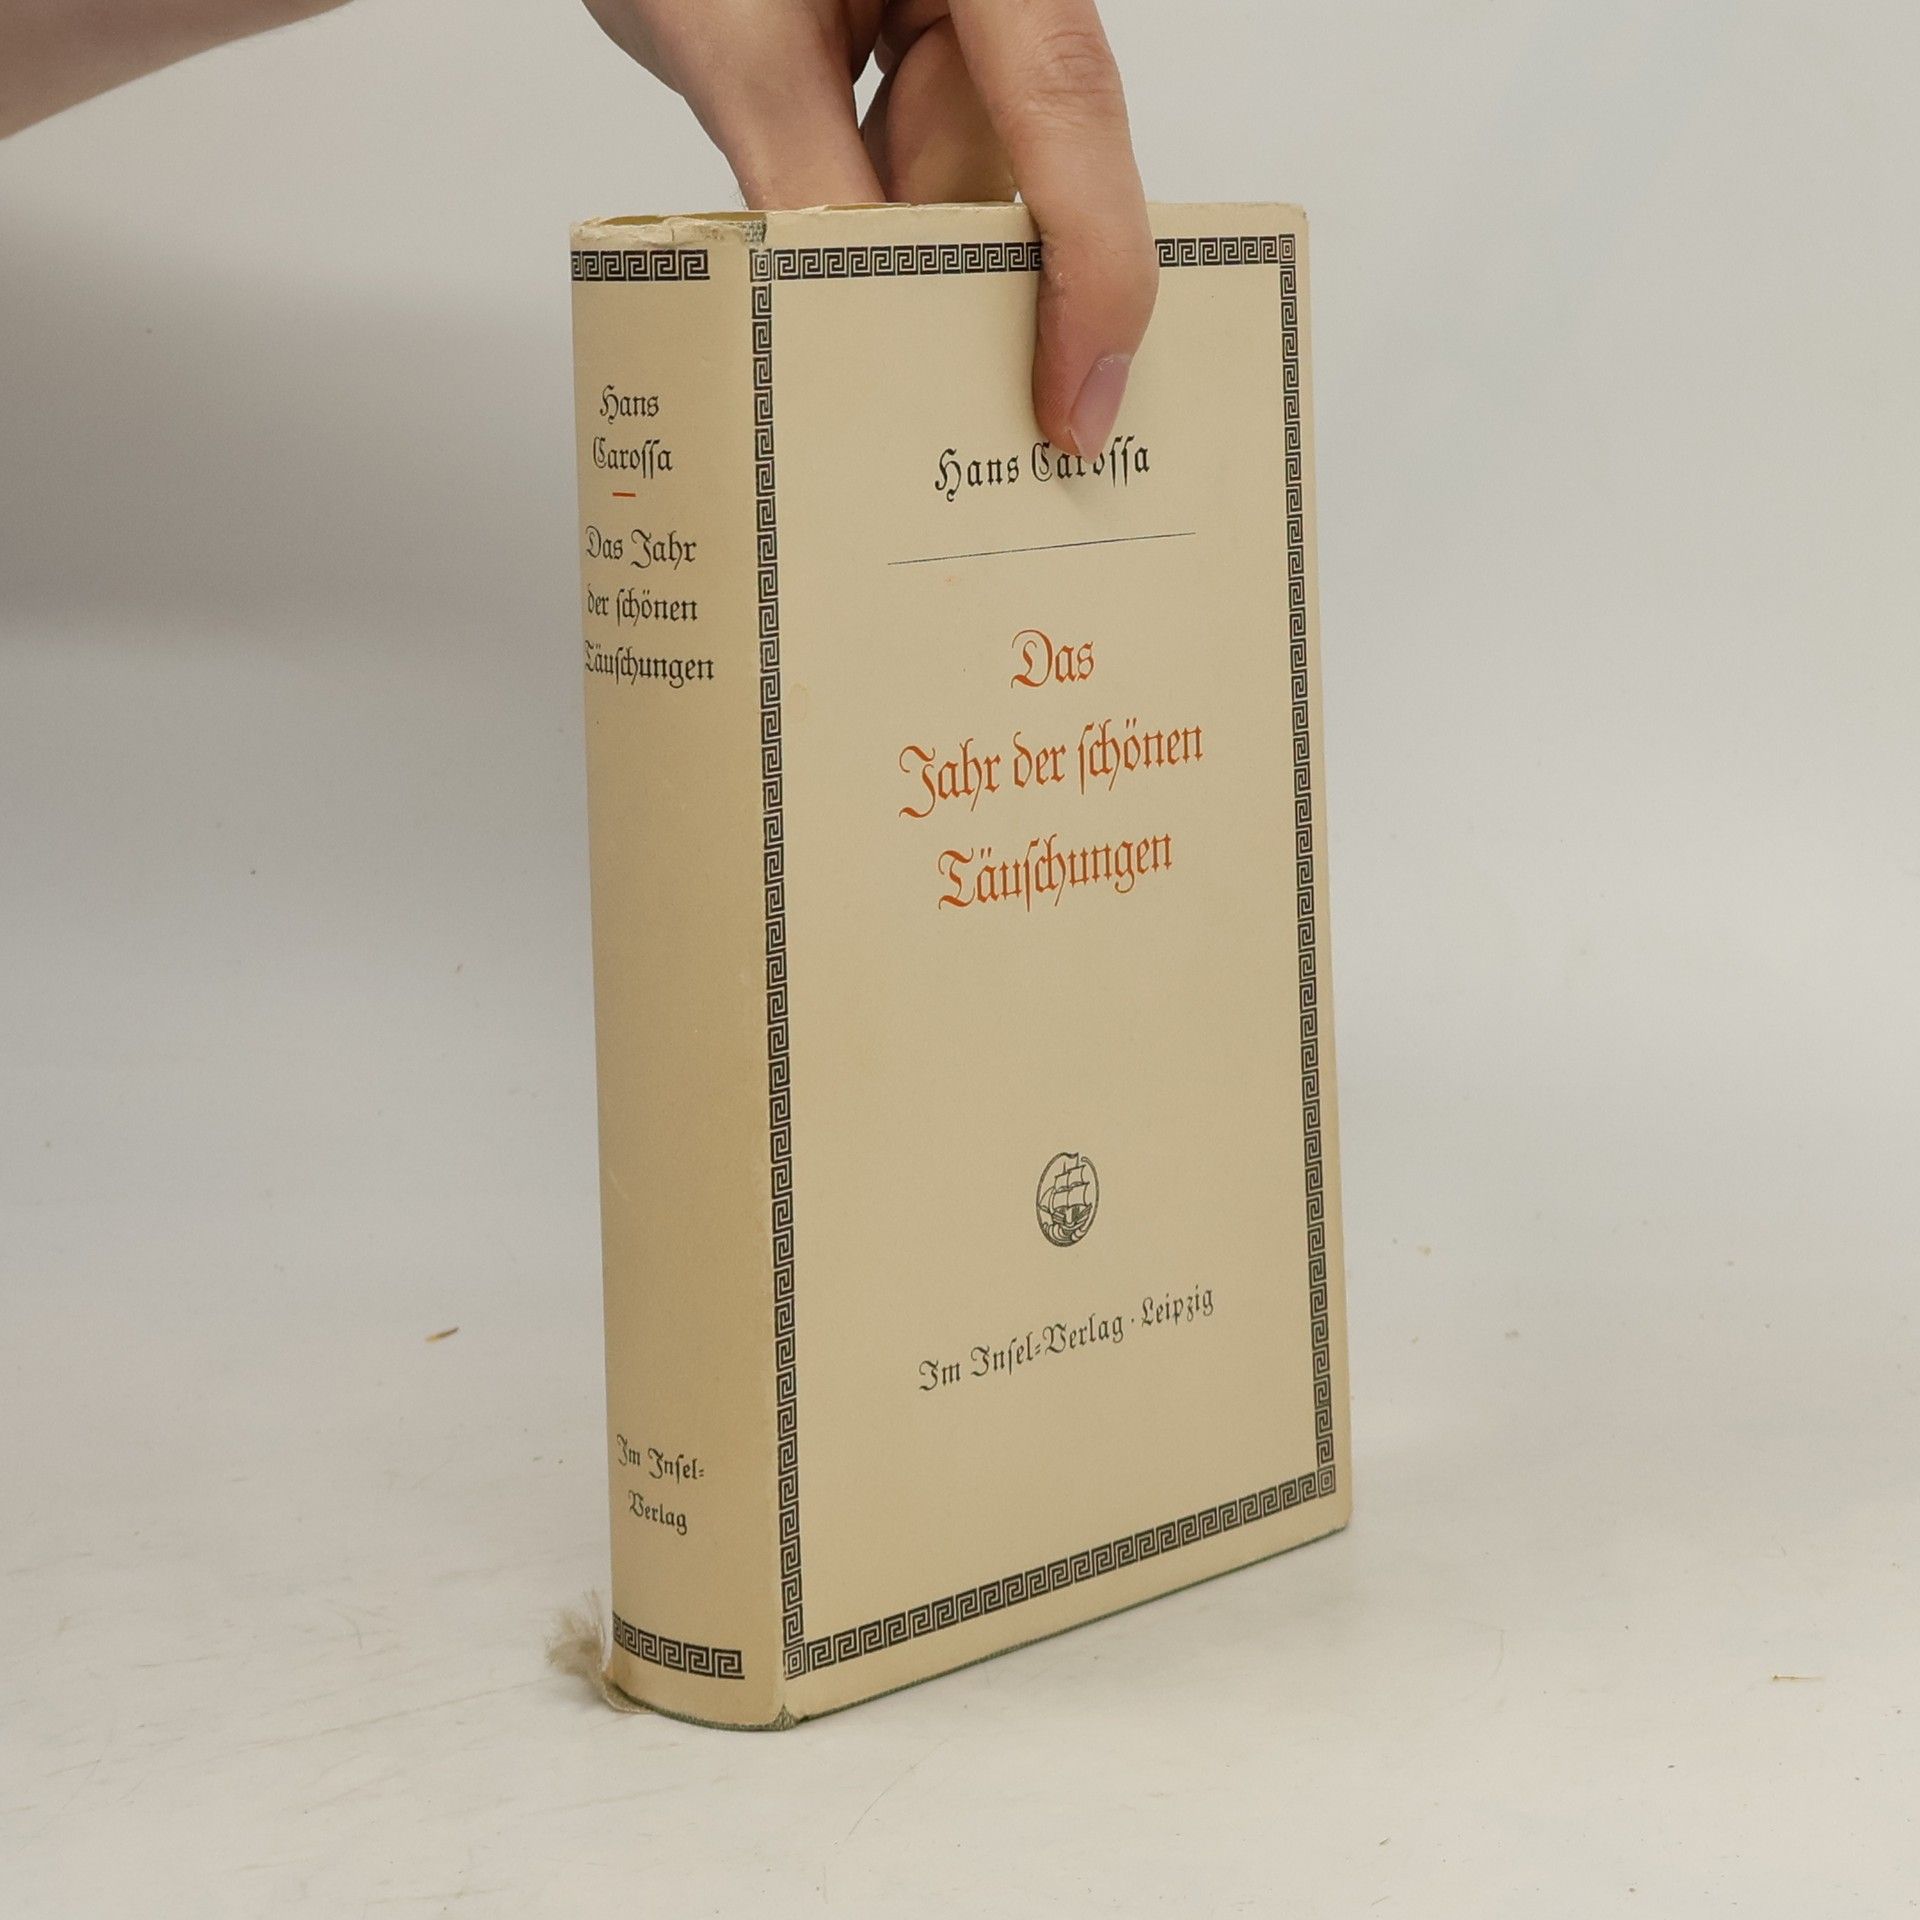 Hans
Caroſſa
Das Jahr
der ſchönen
Täuſchungen
Im Inſel-
Verlag
Hans Caroſſa
Das
Jahr der ſchönen
Täuſchungen
Im Inſel-Verlag · Leipzig